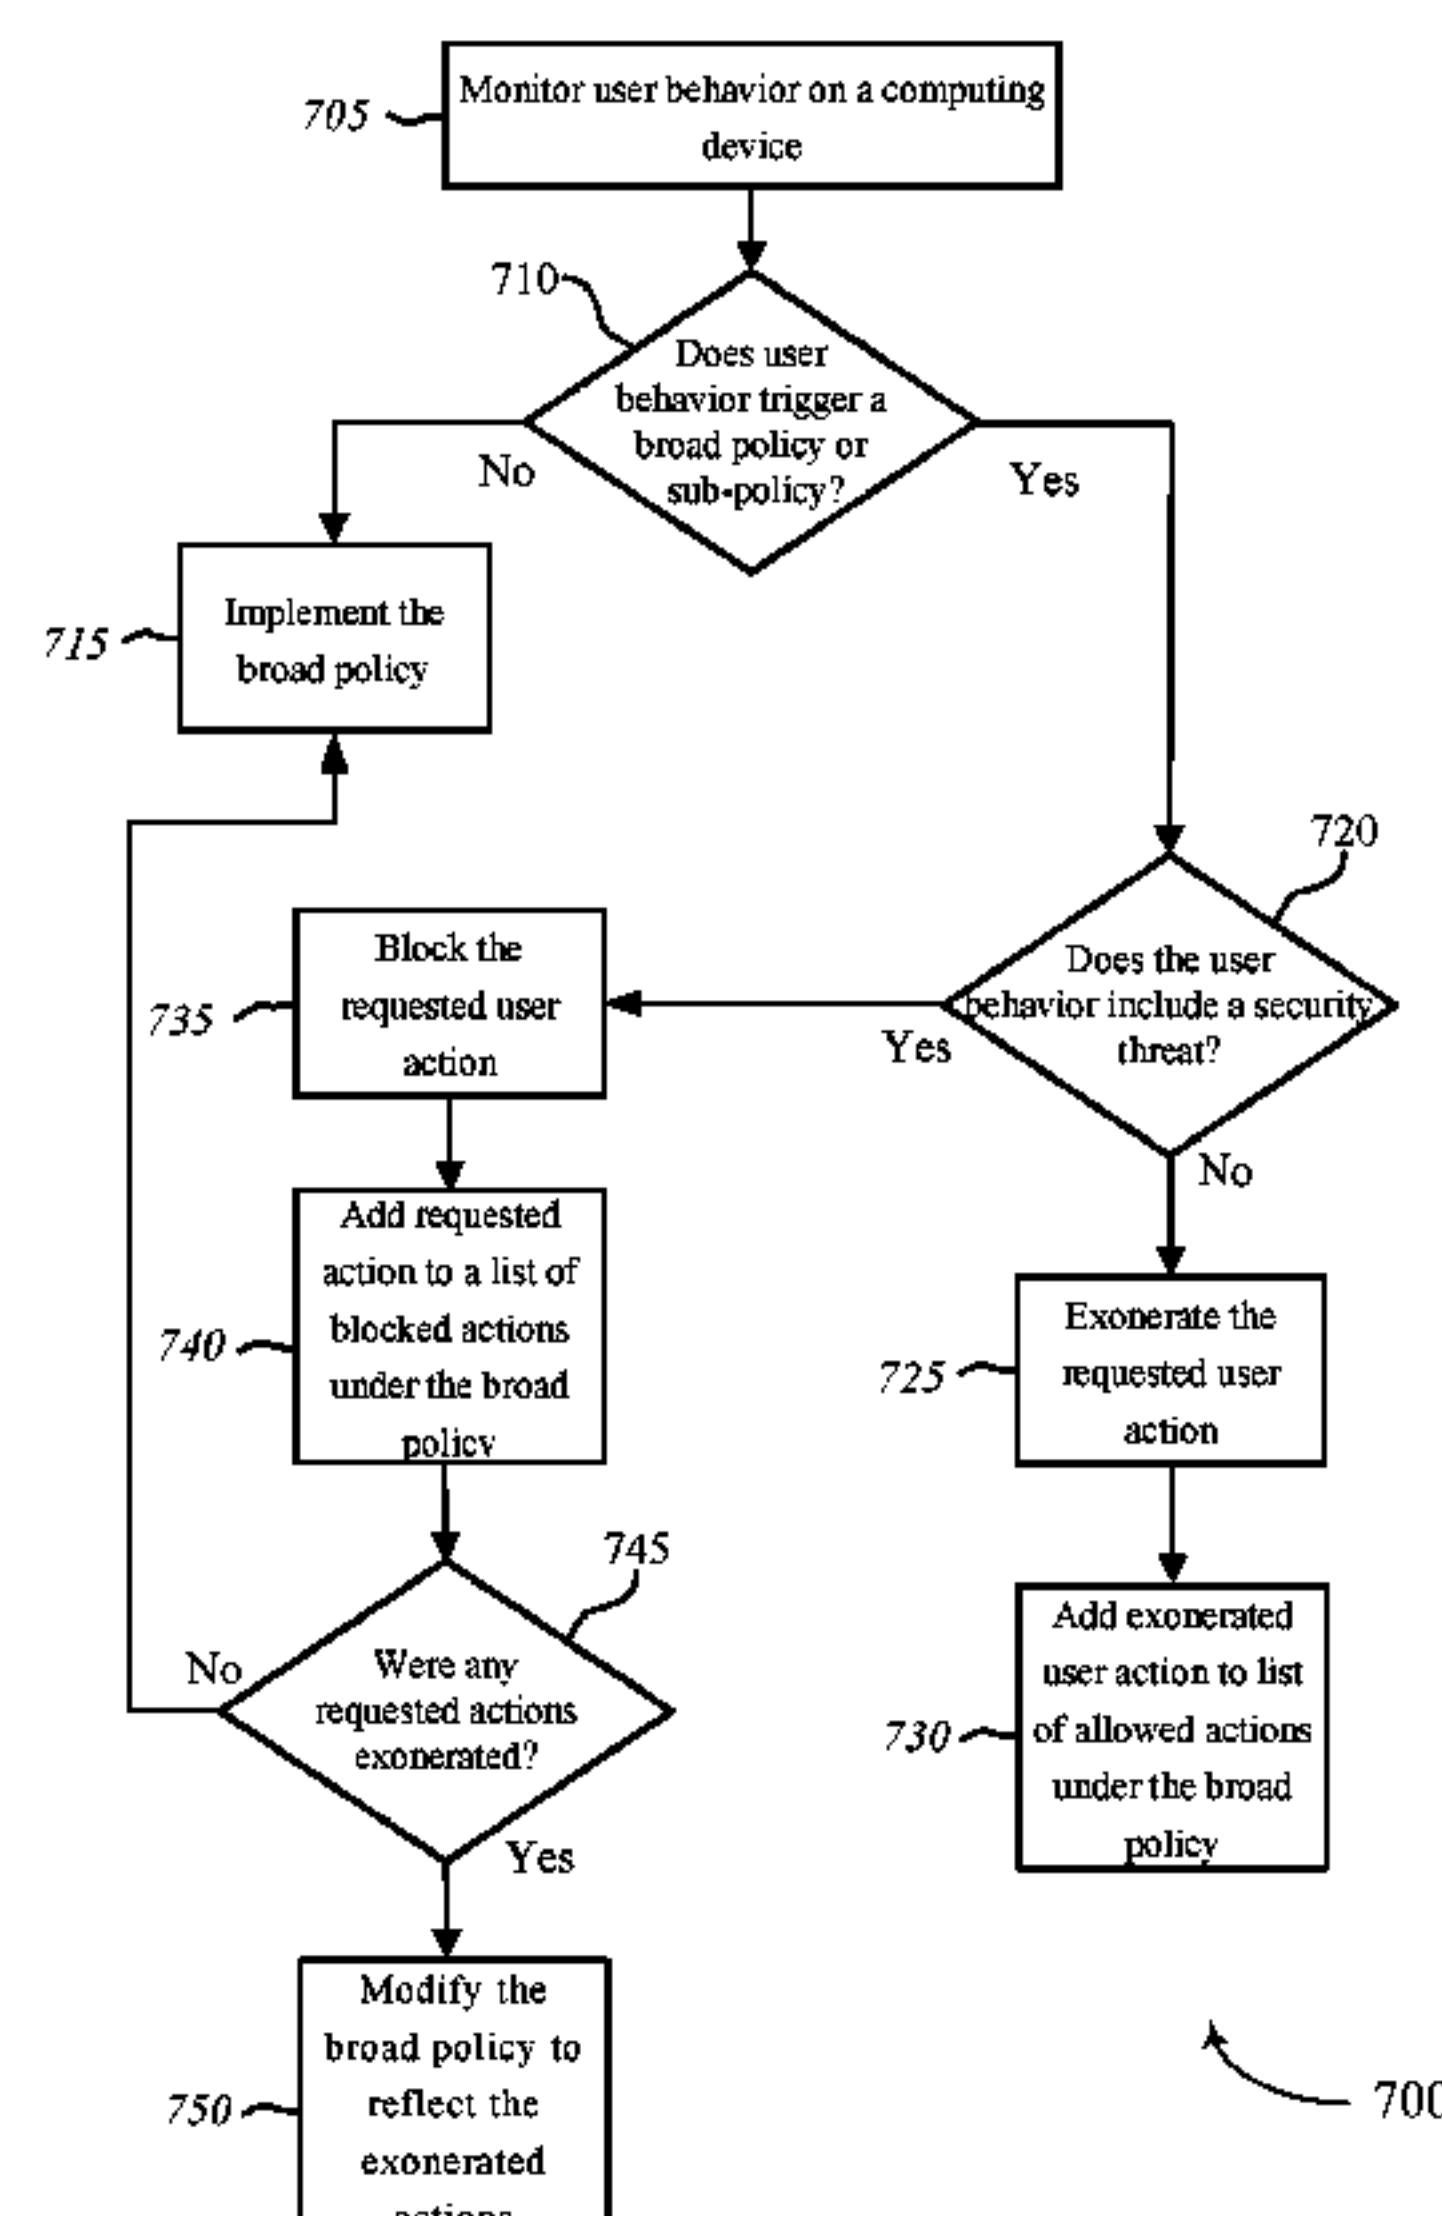 705
Monitor user behavior on a computing
device
710
Does user
behavior trigger a
broad policy or
sub-policy?
No
Yes
715
Implement the
broad policy
720
Does the user
behavior include a security
threat?
Yes
No
735
Block the
requested user
action
740
Add requested
action to a list of
blocked actions
under the broad
policy
725
Exonerate the
requested user
action
745
Were any
requested actions
exonerated?
No
Yes
730
Add exonerated
user action to list
of allowed actions
under the broad
policy
750
Modify the
broad policy to
reflect the
exonerated
actions
700